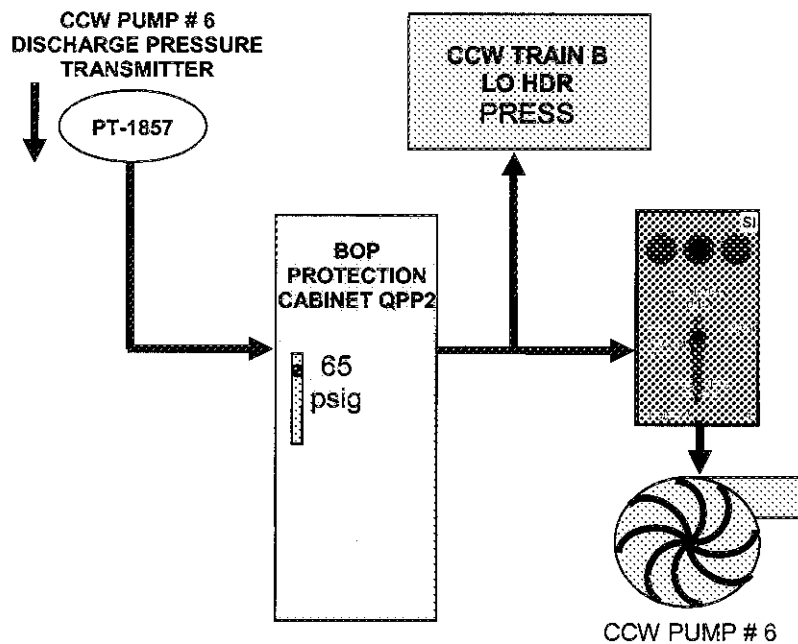 CCW PUMP # 6
DISCHARGE PRESSURE
TRANSMITTER
PT-1857
CCW TRAIN B
LO HDR
PRESS
BOP
PROTECTION
CABINET QPP2
65
psig
SI
CCW PUMP # 6